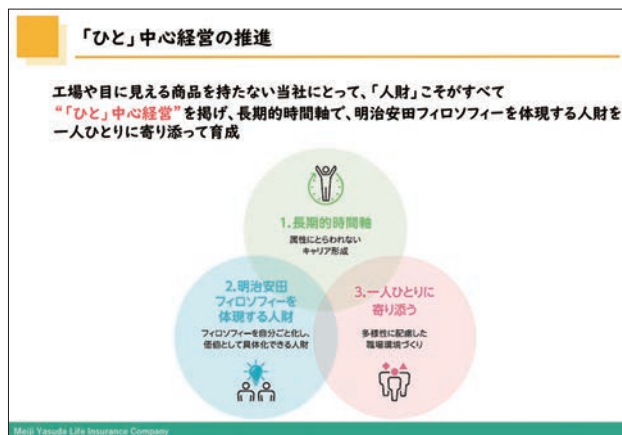 「ひと」中心経営の推進
工場や目に見える商品を持たない当社にとって、「人財」こそがすべて
“「ひと」中心経営”を掲げ、長期的時間軸で、明治安田フィロソフィーを体現する人財を
一人ひとりに寄り添って育成
1.長期的時間軸
属性にとらわれない
キャリア形成
2.明治安田
フィロソフィーを
体現する人財
フィロソフィーを自分ごと化し、
価値として具体化できる人財
3.一人ひとりに
寄り添う
多様性に配慮した
職場環境づくり
Meiji Yasuda Life Insurance Company